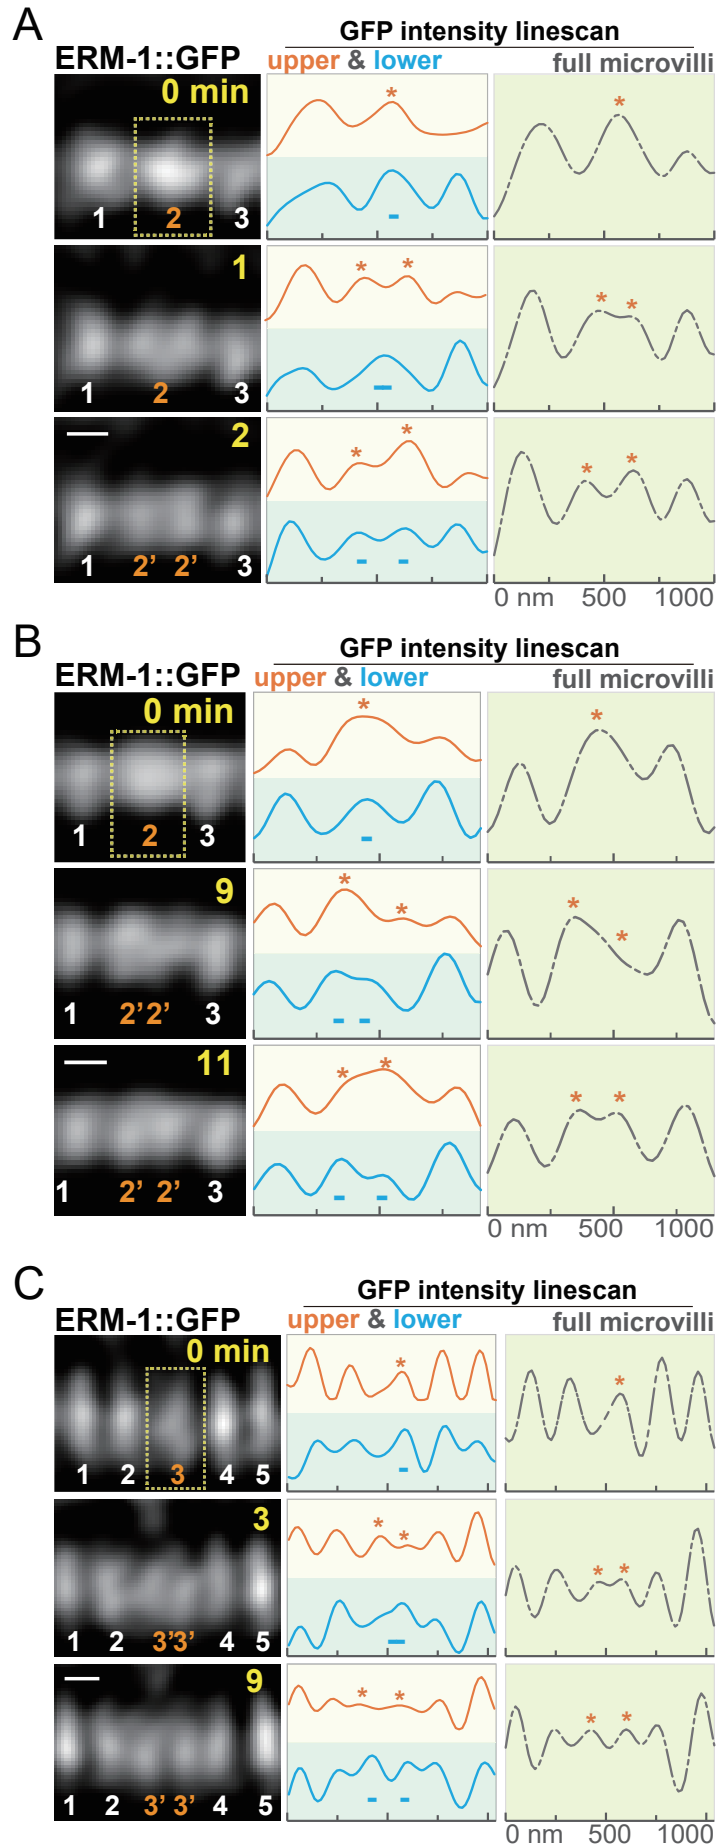 A
GFP intensity linescan
ERM-1::GFP upper & lower full microvilli
0 min * *
1 2 3
1 * * * *
1 2 3
2 * * * *
1 2’ 2’ 3
0 nm 500 1000
B
GFP intensity linescan
ERM-1::GFP upper & lower full microvilli
0 min * *
1 2 3
9 * * * *
1 2’2’ 3
11 * * * *
1 2’ 2’ 3
0 nm 500 1000
C
GFP intensity linescan
ERM-1::GFP upper & lower full microvilli
0 min * *
1 2 3 4 5
3 * * * *
1 2 3’3’ 4 5
9 * * * *
1 2 3’ 3’ 4 5
0 nm 500 1000